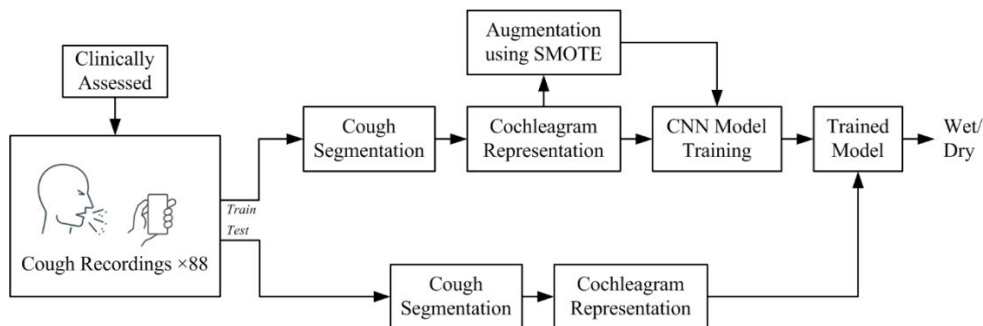 Clinically
Assessed
Cough Recordings ×88
Train
Test
Cough
Segmentation
Cochleagram
Representation
Augmentation
using SMOTE
CNN Model
Training
Trained
Model
Wet/
Dry
Cough
Segmentation
Cochleagram
Representation